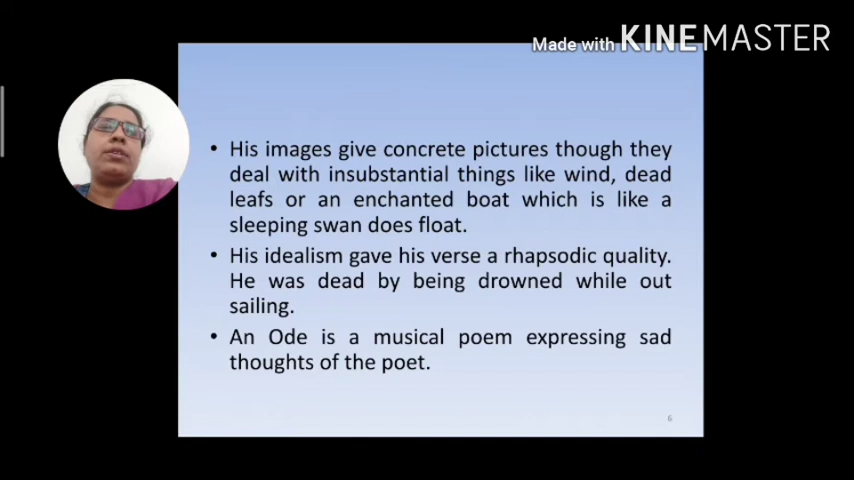 Made with KINEMASTER
• His images give concrete pictures though they
deal with insubstantial things like wind, dead
leafs or an enchanted boat which is like a
sleeping swan does float.
• His idealism gave his verse a rhapsodic quality.
He was dead by being drowned while out
sailing.
• An Ode is a musical poem expressing sad
thoughts of the poet.
6